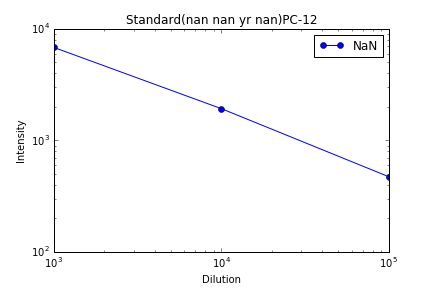 Standard(nan nan yr nan)PC-12
NaN
10^4
10^3
10^2
Intensity
10^3
10^4
10^5
Dilution